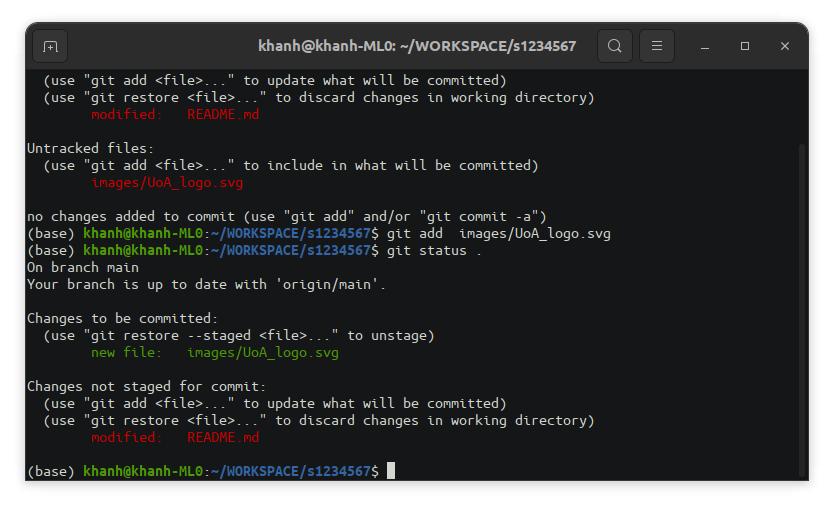 khanh@khanh-ML0: ~/WORKSPACE/s1234567
  (use "git add <file>..." to update what will be committed)
  (use "git restore <file>..." to discard changes in working directory)
        modified:   README.md

Untracked files:
  (use "git add <file>..." to include in what will be committed)
        images/UoA_logo.svg

no changes added to commit (use "git add" and/or "git commit -a")
(base) khanh@khanh-ML0:~/WORKSPACE/s1234567$ git add  images/UoA_logo.svg
(base) khanh@khanh-ML0:~/WORKSPACE/s1234567$ git status .
On branch main
Your branch is up to date with 'origin/main'.

Changes to be committed:
  (use "git restore --staged <file>..." to unstage)
        new file:   images/UoA_logo.svg

Changes not staged for commit:
  (use "git add <file>..." to update what will be committed)
  (use "git restore <file>..." to discard changes in working directory)
        modified:   README.md

(base) khanh@khanh-ML0:~/WORKSPACE/s1234567$